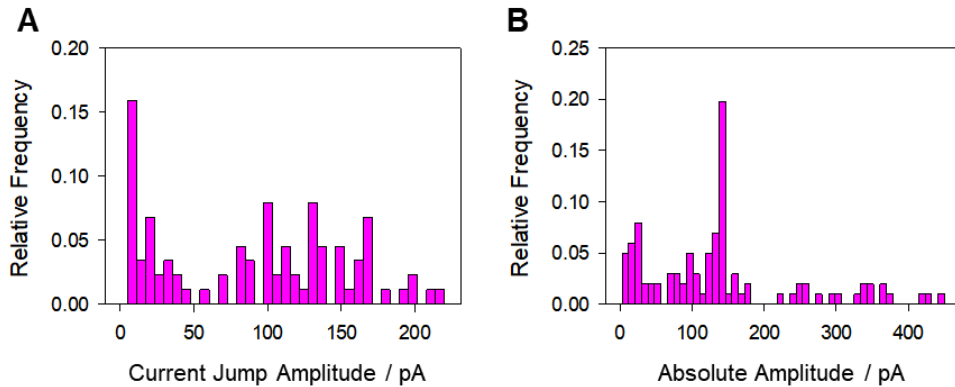 A
B
Relative Frequency
0.20
0.15
0.10
0.05
0.00
0 50 100 150 200
Current Jump Amplitude / pA
Relative Frequency
0.25
0.20
0.15
0.10
0.05
0.00
0 100 200 300 400
Absolute Amplitude / pA